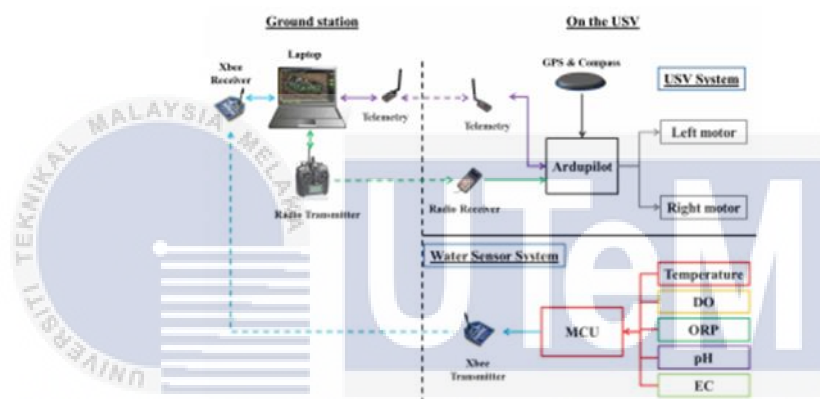 Ground station
On the USV
Laptop
Xbee
Receiver
GPS & Compass
USV System
Telemetry
Telemetry
Left motor
Ardupilot
Radio Transmitter
Radio Receiver
Right motor
Water Sensor System
Temperature
DO
MCU
ORP
Xbee
Transmitter
pH
EC
UNIVERSITI TEKNIKAL MALAYSIA MELAKA
UTeM